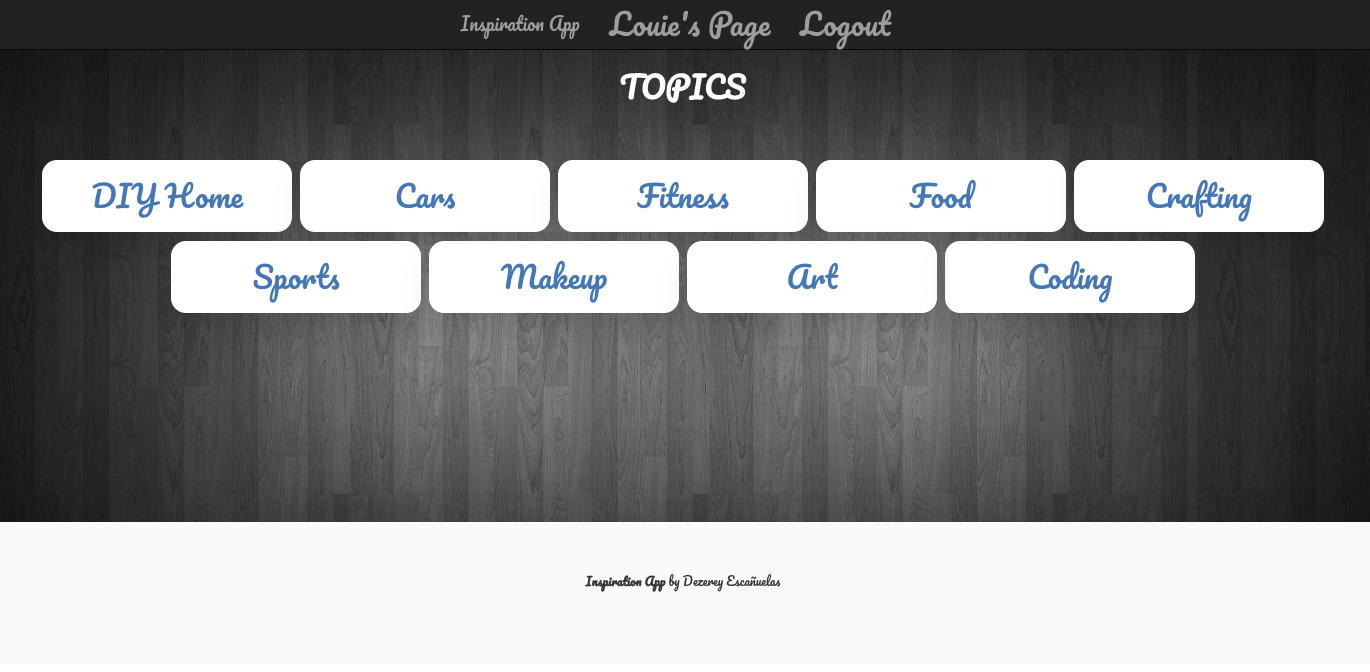 Inspiration App Louie's Page Logout
TOPICS
DIY Home Cars Fitness Food Crafting
Sports Makeup Art Coding
Inspiration App by Dezerey Escañuelas